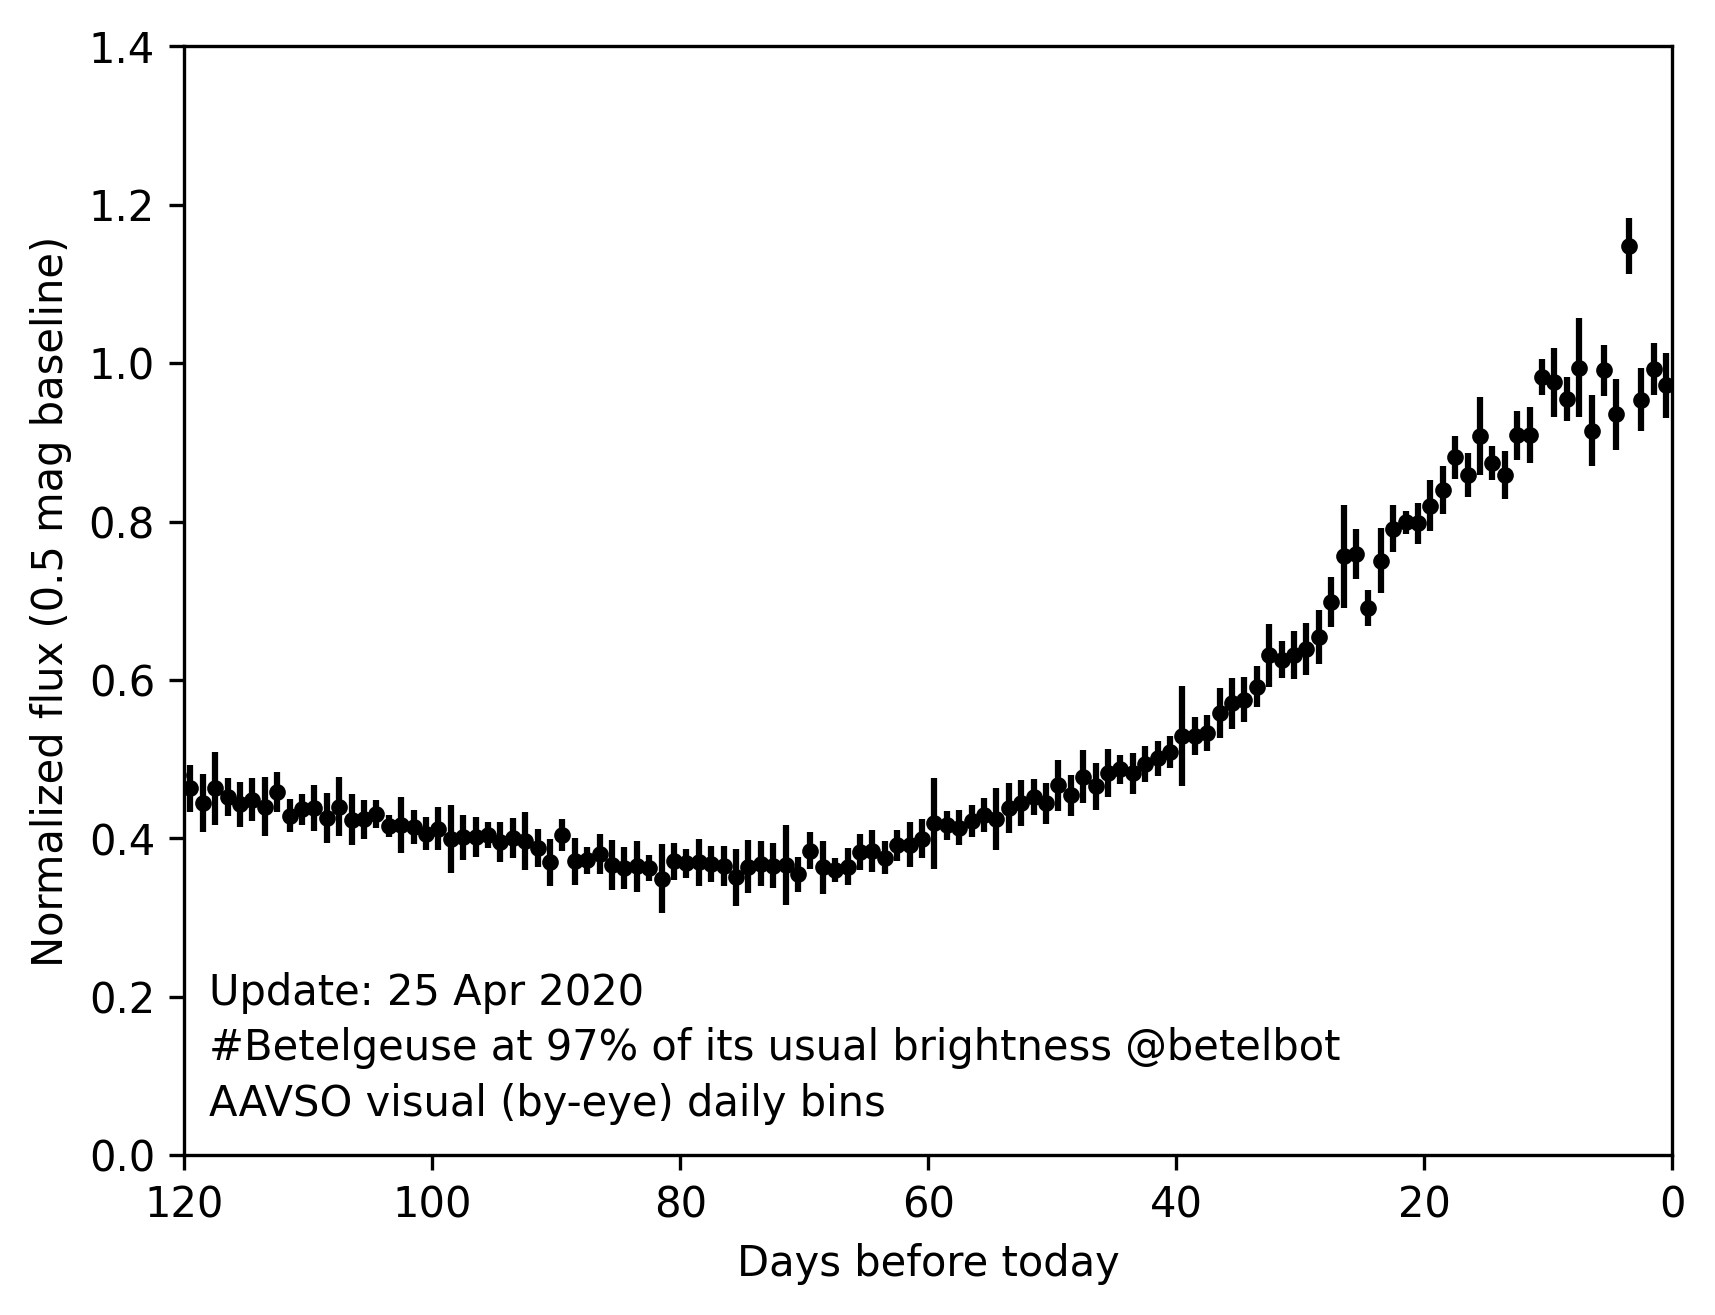 1.4
1.2
1.0
0.8
0.6
0.4
0.2
0.0
Normalized flux (0.5 mag baseline)
Update: 25 Apr 2020
#Betelgeuse at 97% of its usual brightness @betelbot
AAVSO visual (by-eye) daily bins
120 100 80 60 40 20 0
Days before today